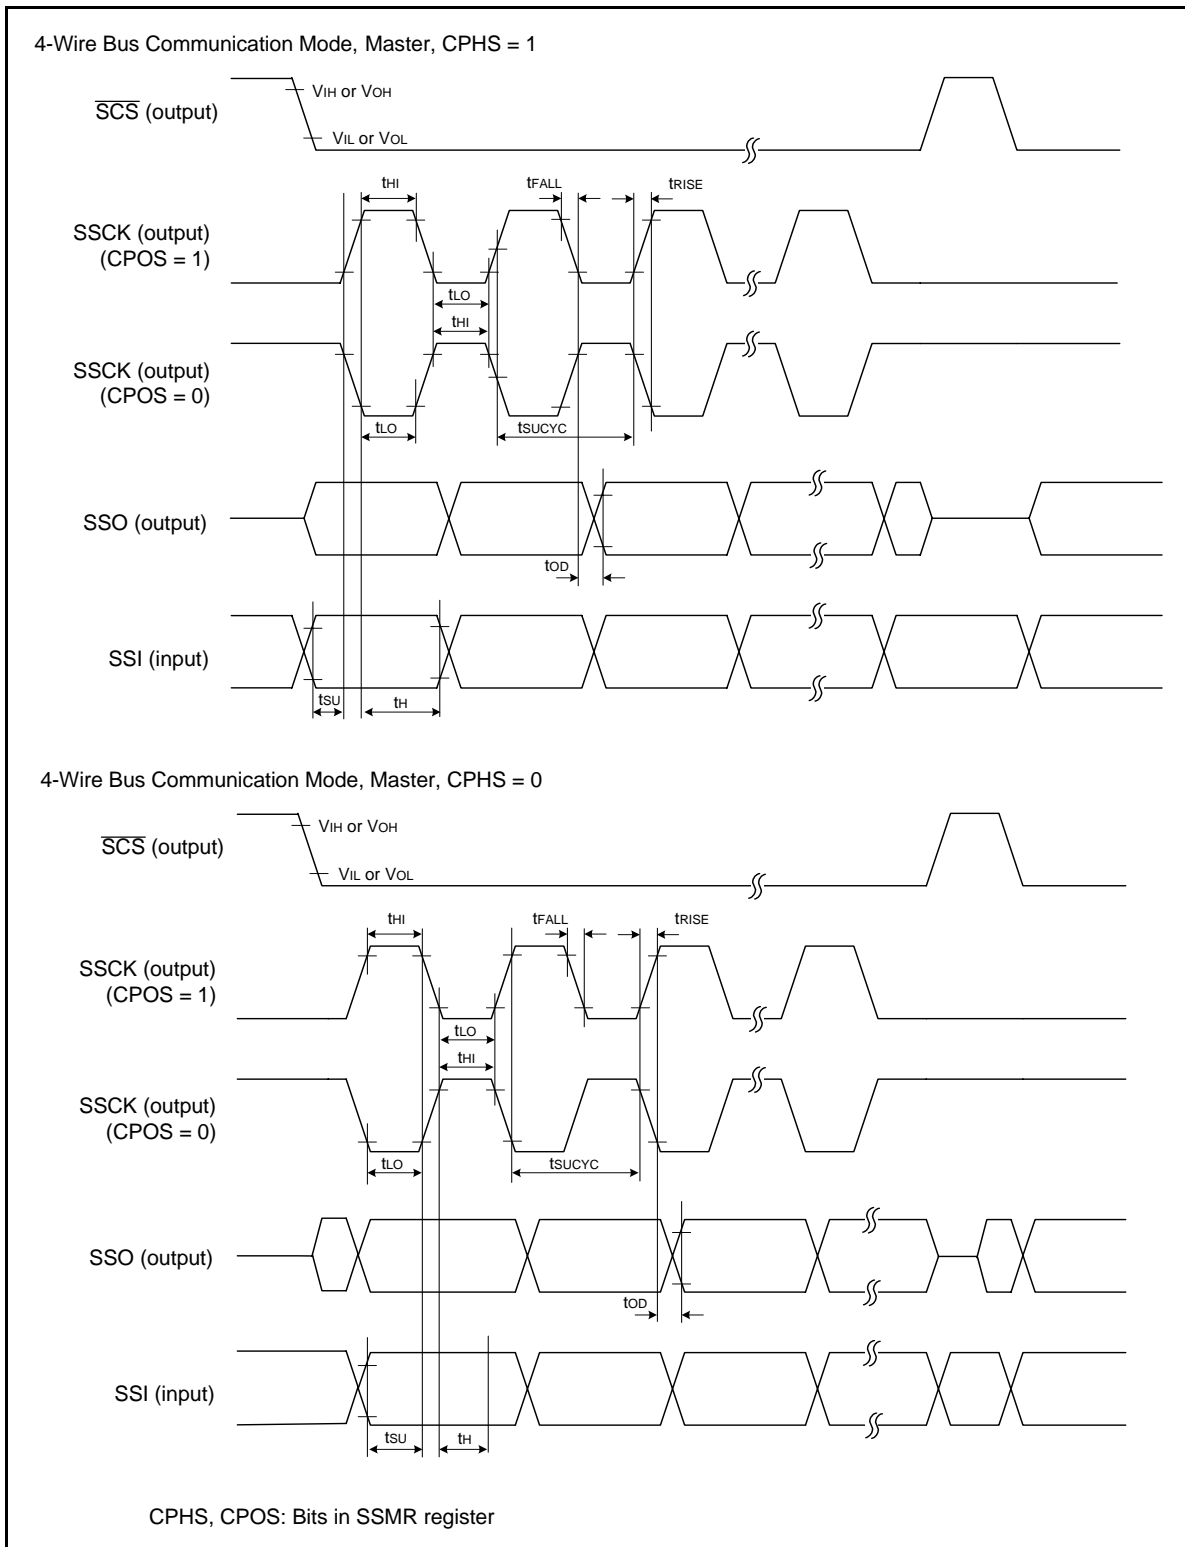 4-Wire Bus Communication Mode, Master, CPHS = 1
VIH or VOH
SCS (output)
VIL or VOL
tHI
tFALL
tRISE
SSCK (output)
(CPOS = 1)
tLO
tHI
SSCK (output)
(CPOS = 0)
tLO
tSUCYC
SSO (output)
tOD
SSI (input)
tSU
tH
4-Wire Bus Communication Mode, Master, CPHS = 0
VIH or VOH
SCS (output)
VIL or VOL
tHI
tFALL
tRISE
SSCK (output)
(CPOS = 1)
tLO
tHI
SSCK (output)
(CPOS = 0)
tLO
tSUCYC
SSO (output)
tOD
SSI (input)
tSU
tH
CPHS, CPOS: Bits in SSMR register